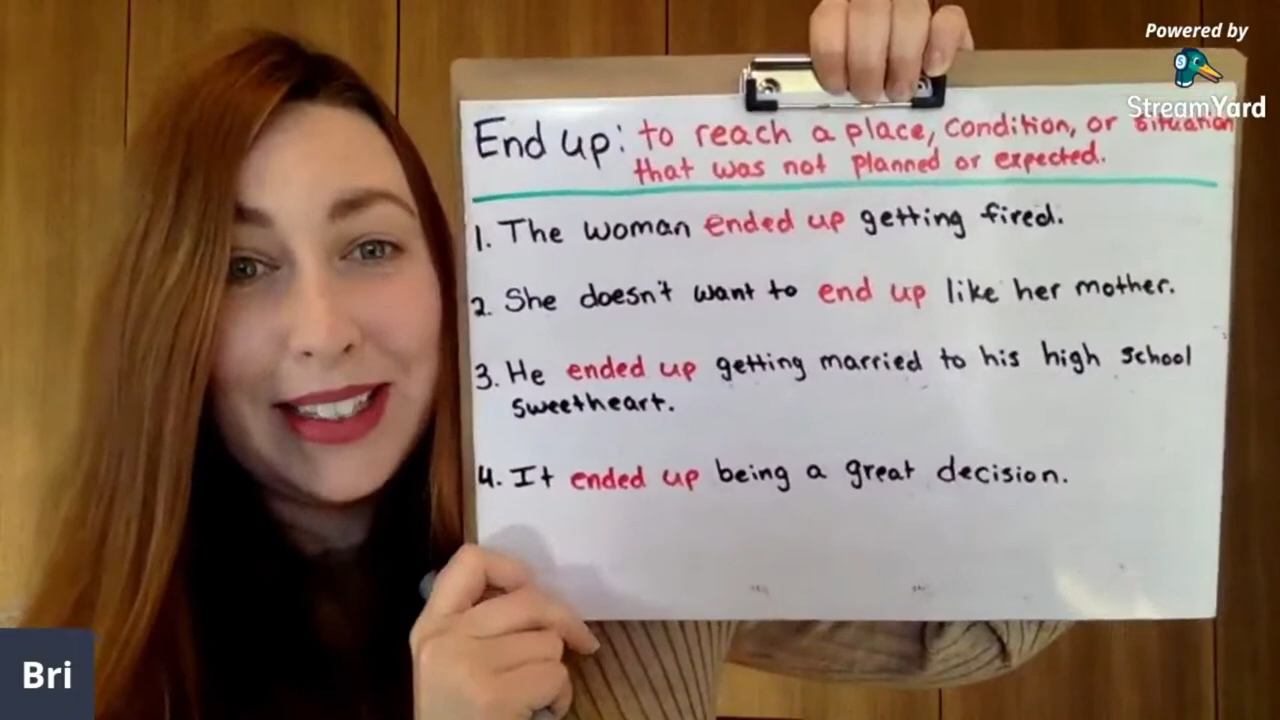 Powered by
StreamYard
End up: to reach a place, condition, or situation
that was not planned or expected.
1. The woman ended up getting fired.
2. She doesn't want to end up like her mother.
3. He ended up getting married to his high school
sweetheart.
4. It ended up being a great decision.
Bri